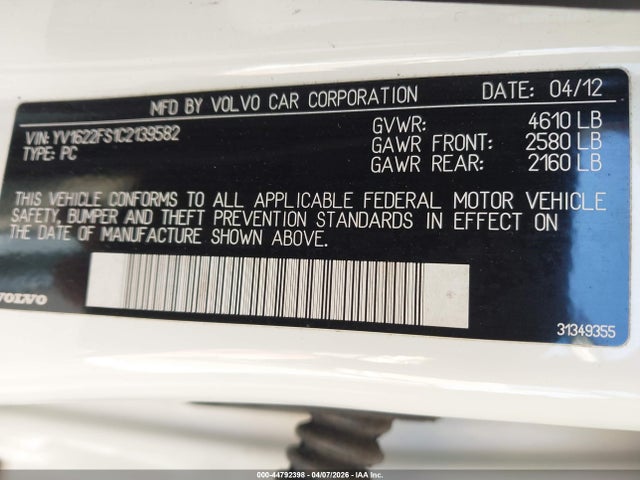 MFD BY VOLVO CAR CORPORATION DATE: 04/12
VIN: YV1622FS1C2139582
TYPE: PC
GVWR: 4610 LB
GAWR FRONT: 2580 LB
GAWR REAR: 2160 LB
THIS VEHICLE CONFORMS TO ALL APPLICABLE FEDERAL MOTOR VEHICLE
SAFETY, BUMPER AND THEFT PREVENTION STANDARDS IN EFFECT ON
THE DATE OF MANUFACTURE SHOWN ABOVE.
VOLVO
31349355
000-44792398 - 04/07/2026 - IAA Inc.